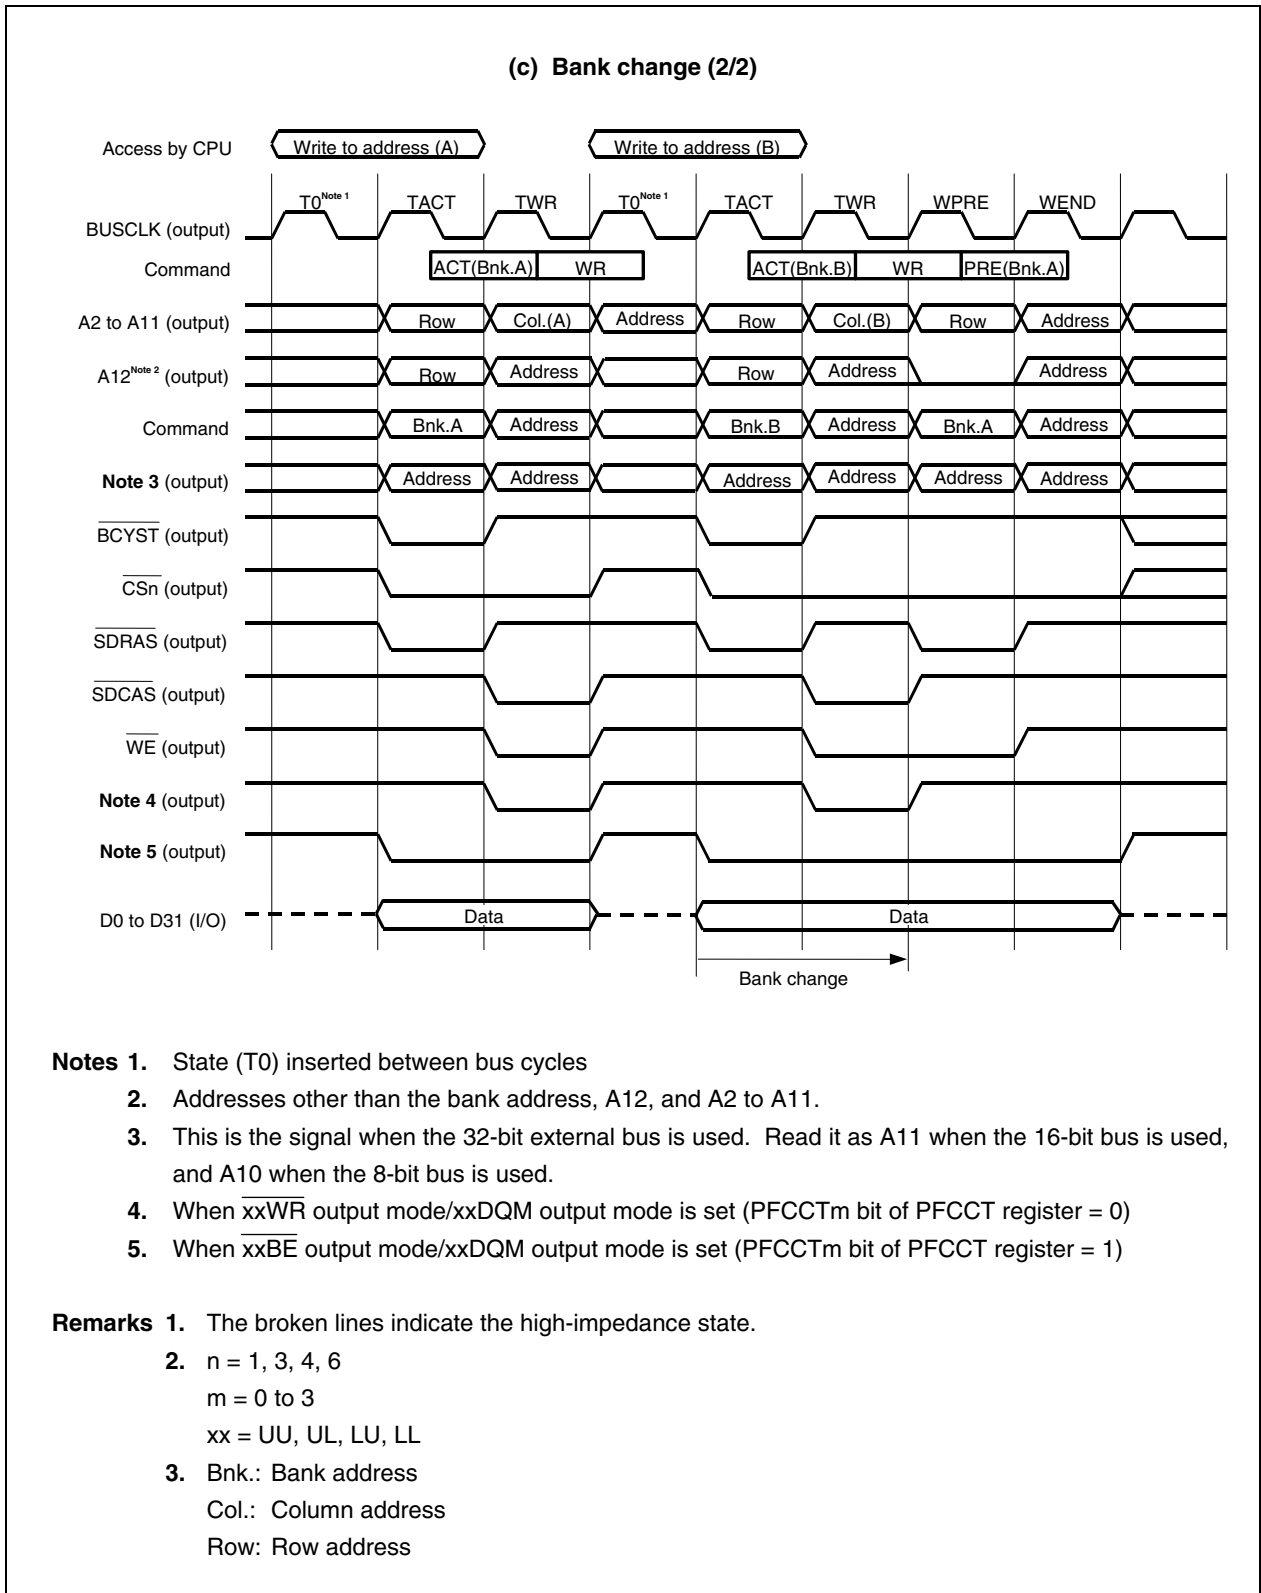 (c) Bank change (2/2)
Access by CPU Write to address (A) Write to address (B)
T0Note 1 TACT TWR T0Note 1 TACT TWR WPRE WEND
BUSCLK (output)
Command ACT(Bnk.A) WR ACT(Bnk.B) WR PRE(Bnk.A)
A2 to A11 (output) Row Col.(A) Address Row Col.(B) Row Address
A12Note 2 (output) Row Address Row Address Address
Command Bnk.A Address Bnk.B Address Bnk.A Address
Note 3 (output) Address Address Address Address Address Address
BCYST (output)
CSn (output)
SDRAS (output)
SDCAS (output)
WE (output)
Note 4 (output)
Note 5 (output)
D0 to D31 (I/O) Data Data
Bank change
Notes 1. State (T0) inserted between bus cycles
2. Addresses other than the bank address, A12, and A2 to A11.
3. This is the signal when the 32-bit external bus is used. Read it as A11 when the 16-bit bus is used,
and A10 when the 8-bit bus is used.
4. When xxWR output mode/xxDQM output mode is set (PFCCTm bit of PFCCT register = 0)
5. When xxBE output mode/xxDQM output mode is set (PFCCTm bit of PFCCT register = 1)
Remarks 1. The broken lines indicate the high-impedance state.
2. n = 1, 3, 4, 6
m = 0 to 3
xx = UU, UL, LU, LL
3. Bnk.: Bank address
Col.: Column address
Row: Row address